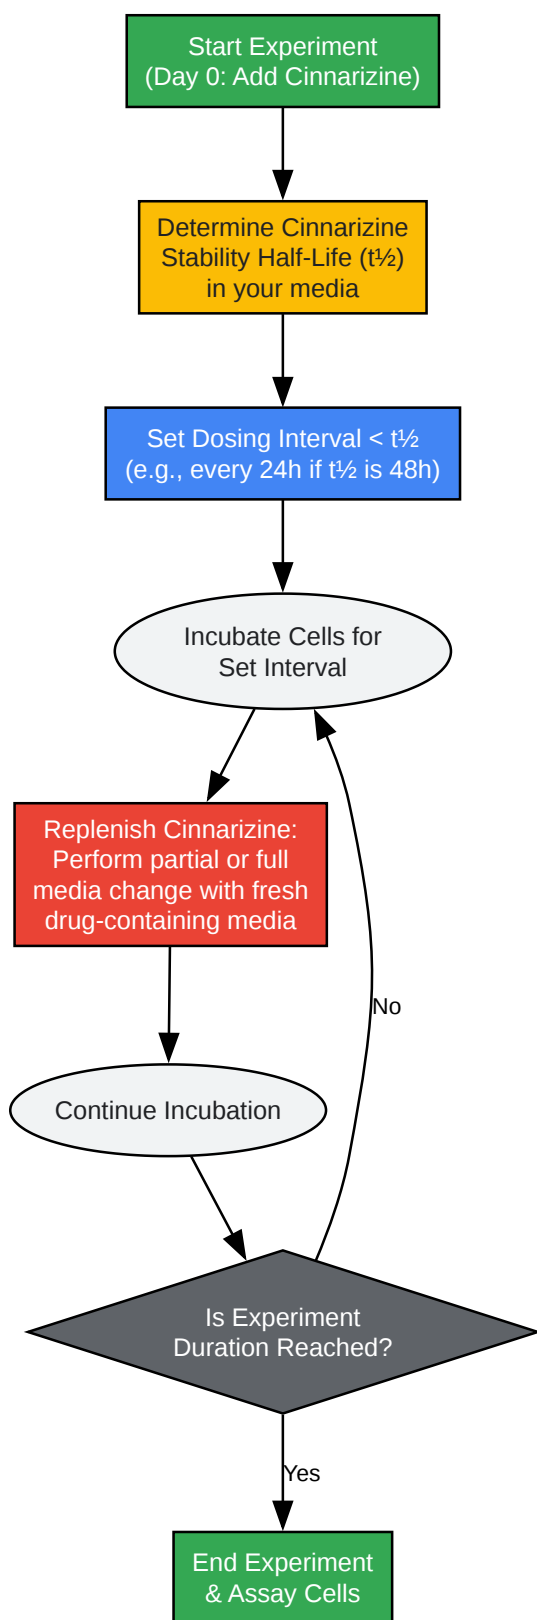 Start Experiment
(Day 0: Add Cinnarizine)
Determine Cinnarizine
Stability Half-Life (t½)
in your media
Set Dosing Interval < t½
(e.g., every 24h if t½ is 48h)
Incubate Cells for
Set Interval
Replenish Cinnarizine:
Perform partial or full
media change with fresh
drug-containing media
No
Continue Incubation
Is Experiment
Duration Reached?
Yes
End Experiment
& Assay Cells